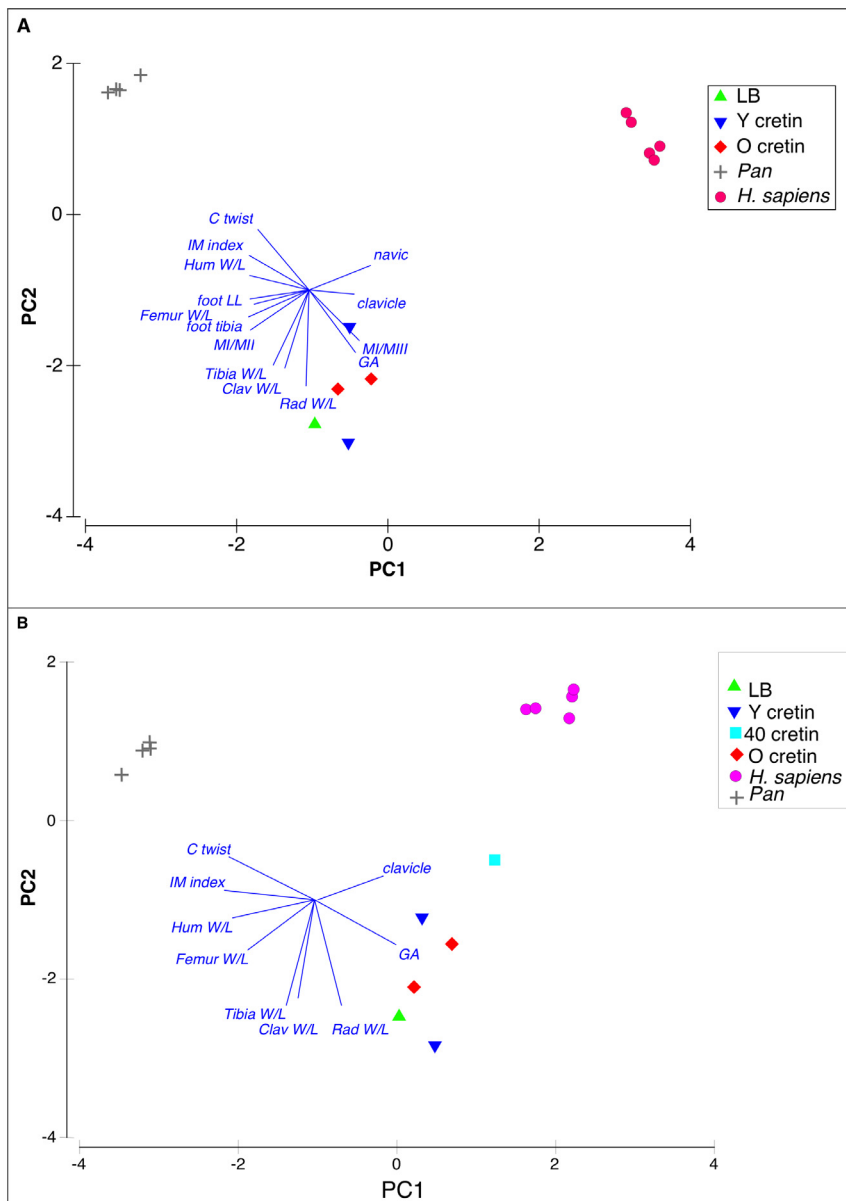 A
2
0
-2
-4
PC2
-4
-2
0
2
4
PC1
LB
Y cretin
O cretin
Pan
H. sapiens
C twist
IM index
Hum W/L
foot LL
Femur W/L
foot tibia
MI/MII
Tibia W/L
Clav W/L
Rad W/L
navic
clavicle
MI/MIII
GA
B
2
0
-2
-4
PC2
-4
-2
0
2
4
PC1
LB
Y cretin
40 cretin
O cretin
H. sapiens
Pan
C twist
IM index
Hum W/L
Femur W/L
Tibia W/L
Clav W/L
Rad W/L
clavicle
GA